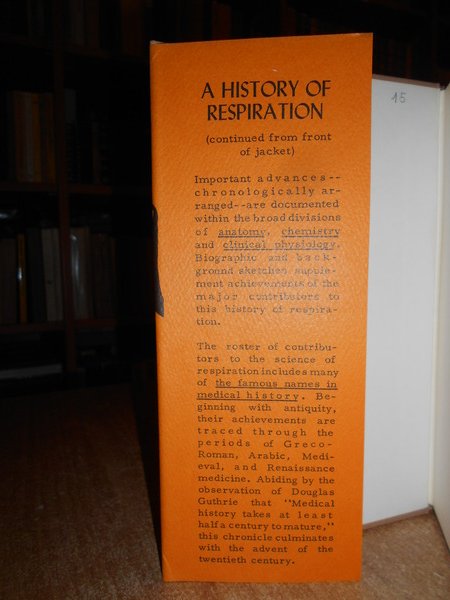 15
A HISTORY OF
RESPIRATION
(continued from front
of jacket)
Important advances--
chronologically ar-
ranged--are documented
within the broad divisions
of anatomy, chemistry
and clinical physiology.
Biographic and back-
ground sketches supple-
ment achievements of the
major contributors to
this history of respira-
tion.
The roster of contribu-
tors to the science of
respiration includes many
of the famous names in
medical history. Be-
ginning with antiquity,
their achievements are
traced through the
periods of Greco-
Roman, Arabic, Medi-
eval, and Renaissance
medicine. Abiding by the
observation of Douglas
Guthrie that "Medical
history takes at least
half a century to mature,"
this chronicle culminates
with the advent of the
twentieth century.